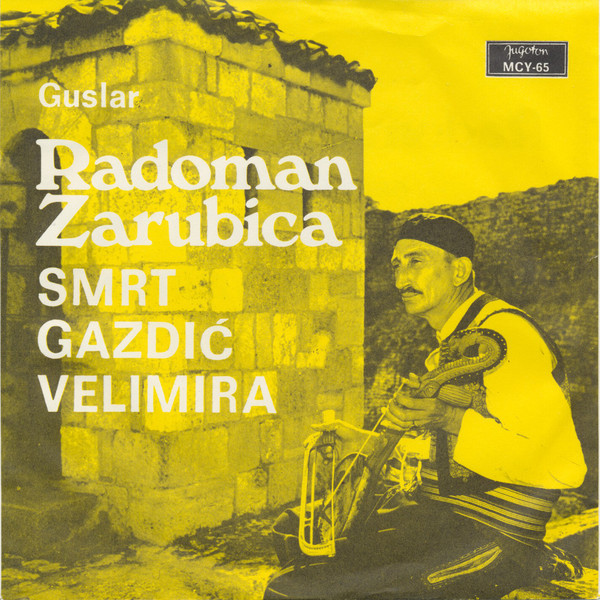 Jugoton
MCY-65
Guslar
Radoman
Zarubica
SMRT
GAZDIĆ
VELIMIRA